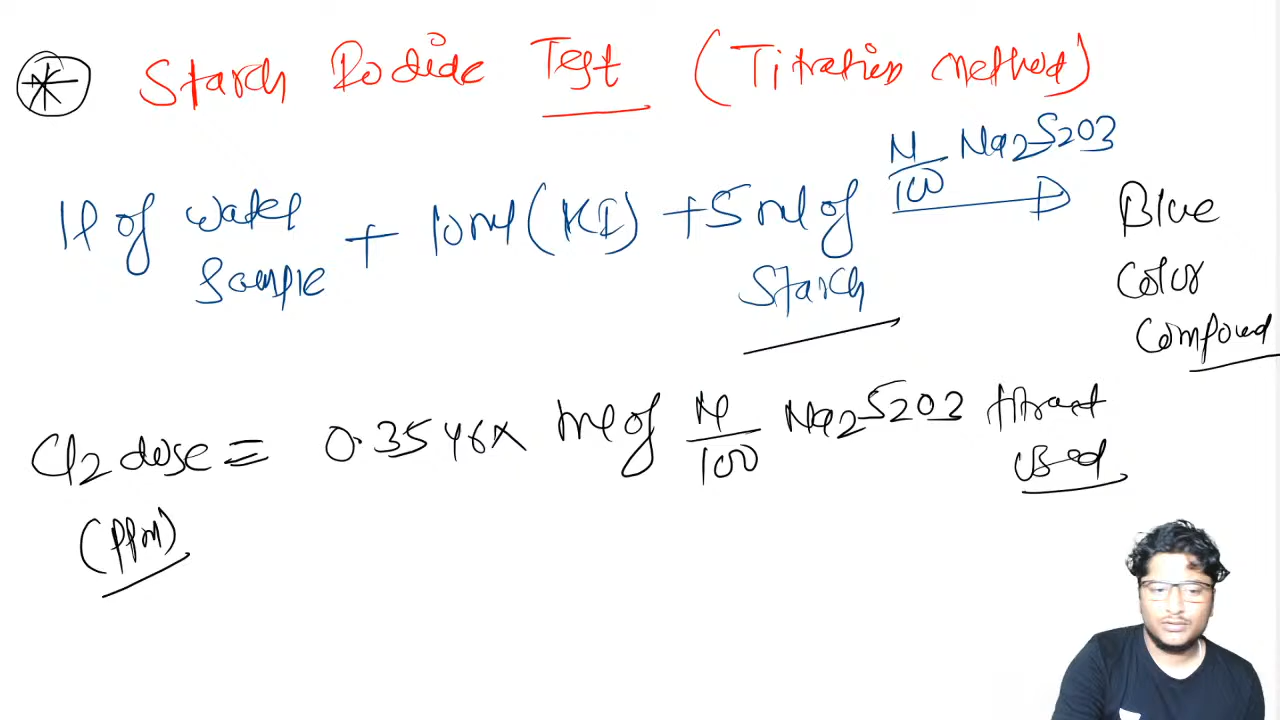 * Starch Iodide Test (Titration method)
1l of water sample + 10ml (KI) + 5ml of Starch N/100 Na2S2O3 → Blue Color Compound
Cl2 dose = 0.3546 x ml of N/100 Na2S2O3 titrant used
(PPM)